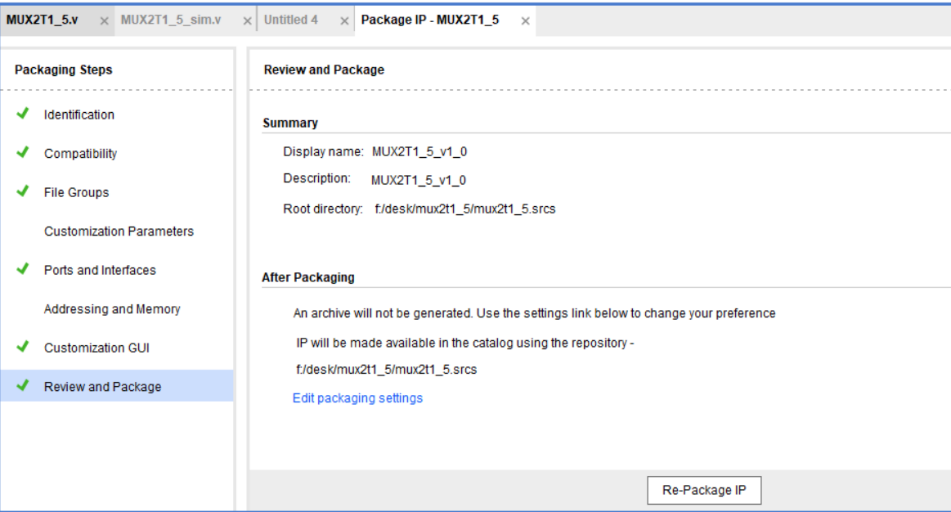 MUX2T1_5.v × MUX2T1_5_sim.v × Untitled 4 × Package IP - MUX2T1_5 ×
Packaging Steps
Identification
Compatibility
File Groups
Customization Parameters
Ports and Interfaces
Addressing and Memory
Customization GUI
Review and Package
Review and Package
Summary
Display name: MUX2T1_5_v1_0
Description: MUX2T1_5_v1_0
Root directory: f:/desk/mux2t1_5/mux2t1_5.srcs
After Packaging
An archive will not be generated. Use the settings link below to change your preference
IP will be made available in the catalog using the repository -
f:/desk/mux2t1_5/mux2t1_5.srcs
Edit packaging settings
Re-Package IP